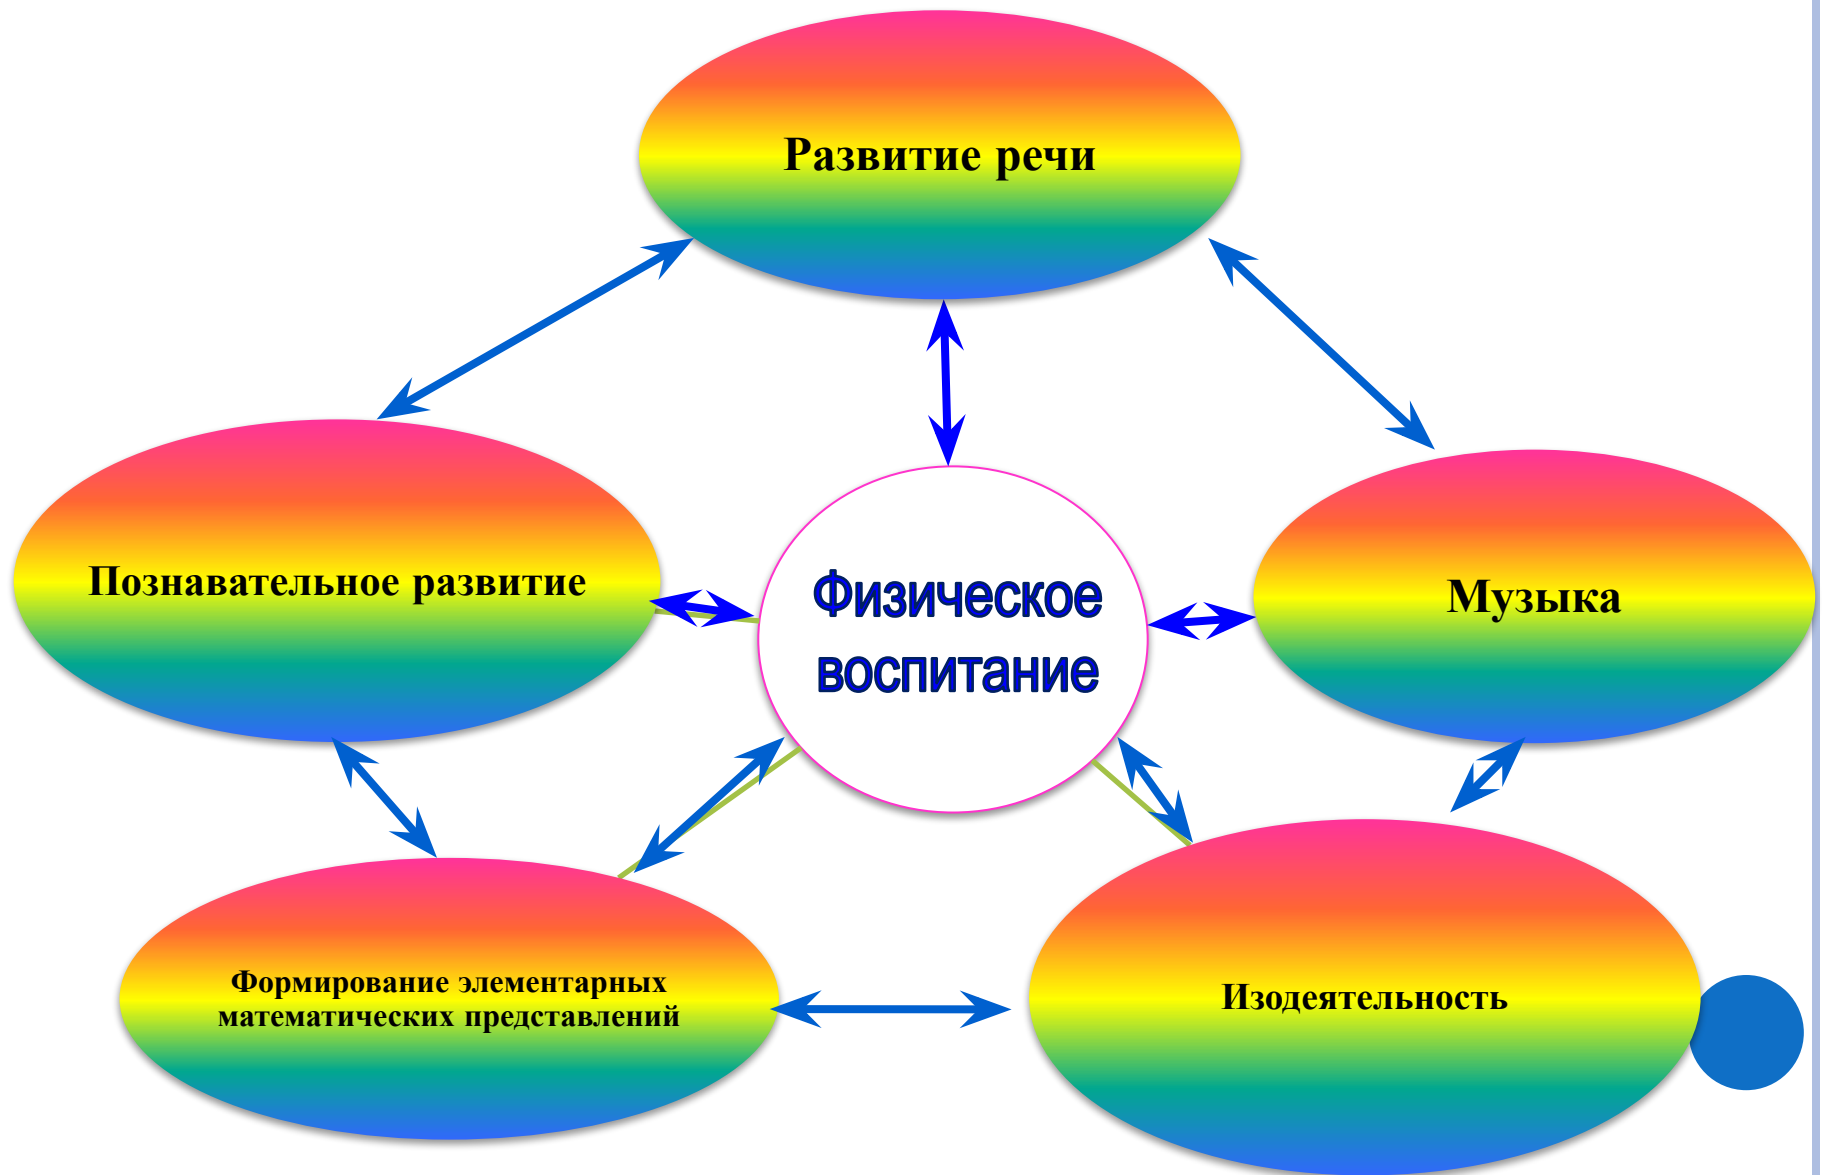 Развитие речи
Познавательное развитие
Физическое
воспитание
Музыка
Формирование элементарных
математических представлений
Изодеятельность